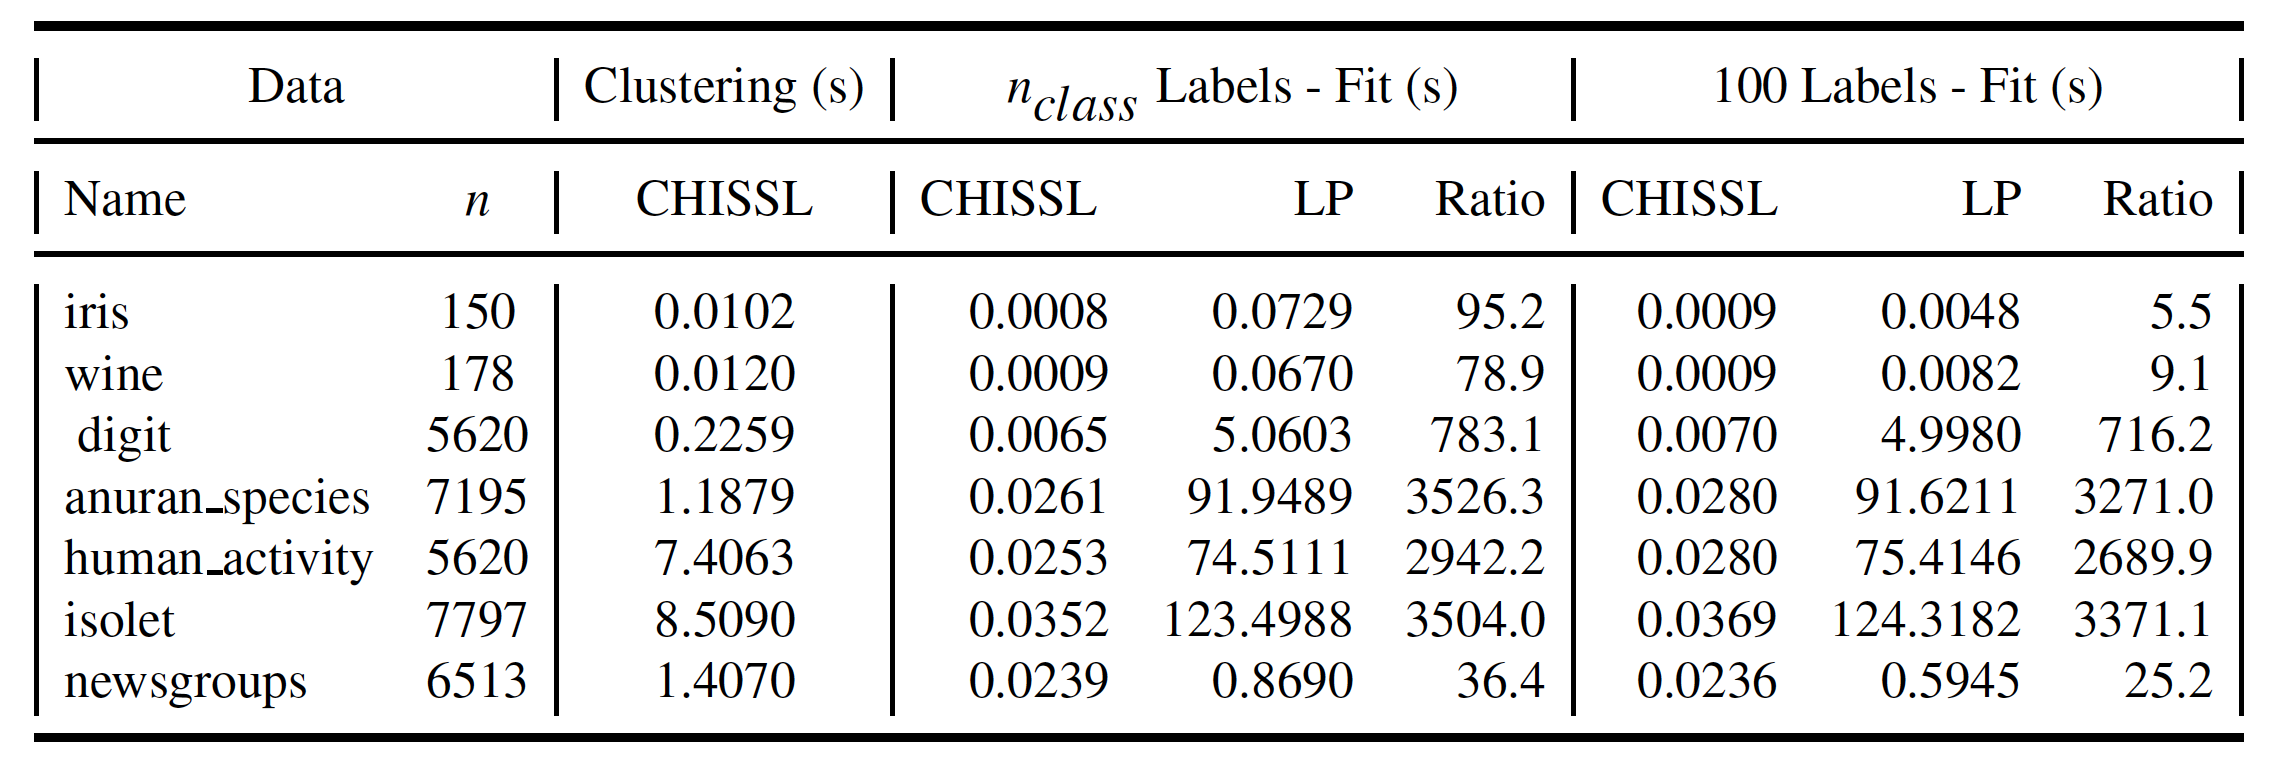 Data Clustering (s) n_class Labels - Fit (s) 100 Labels - Fit (s)
Name n CHISSL CHISSL LP Ratio CHISSL LP Ratio
iris 150 0.0102 0.0008 0.0729 95.2 0.0009 0.0048 5.5
wine 178 0.0120 0.0009 0.0670 78.9 0.0009 0.0082 9.1
digit 5620 0.2259 0.0065 5.0603 783.1 0.0070 4.9980 716.2
anuran_species 7195 1.1879 0.0261 91.9489 3526.3 0.0280 91.6211 3271.0
human_activity 5620 7.4063 0.0253 74.5111 2942.2 0.0280 75.4146 2689.9
isolet 7797 8.5090 0.0352 123.4988 3504.0 0.0369 124.3182 3371.1
newsgroups 6513 1.4070 0.0239 0.8690 36.4 0.0236 0.5945 25.2